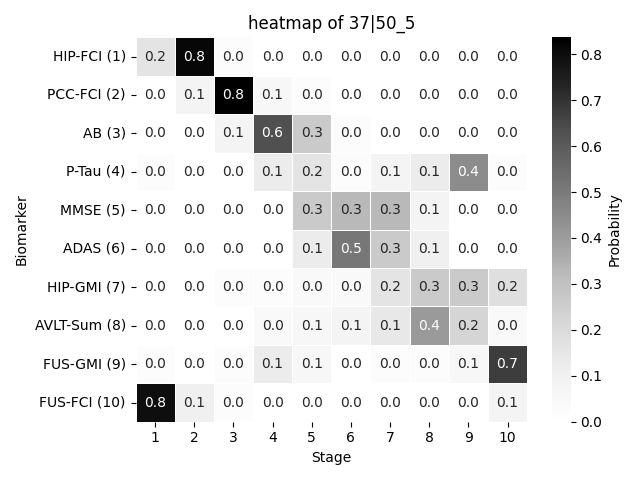 heatmap of 37|50_5
HIP-FCI (1) 0.2 0.8 0.0 0.0 0.0 0.0 0.0 0.0 0.0 0.0
PCC-FCI (2) 0.0 0.1 0.8 0.1 0.0 0.0 0.0 0.0 0.0 0.0
AB (3) 0.0 0.0 0.1 0.6 0.3 0.0 0.0 0.0 0.0 0.0
P-Tau (4) 0.0 0.0 0.0 0.1 0.2 0.0 0.1 0.1 0.4 0.0
MMSE (5) 0.0 0.0 0.0 0.0 0.3 0.3 0.3 0.1 0.0 0.0
ADAS (6) 0.0 0.0 0.0 0.0 0.1 0.5 0.3 0.1 0.0 0.0
HIP-GMI (7) 0.0 0.0 0.0 0.0 0.0 0.0 0.2 0.3 0.3 0.2
AVLT-Sum (8) 0.0 0.0 0.0 0.0 0.1 0.1 0.1 0.4 0.2 0.0
FUS-GMI (9) 0.0 0.0 0.0 0.1 0.1 0.0 0.0 0.0 0.1 0.7
FUS-FCI (10) 0.8 0.1 0.0 0.0 0.0 0.0 0.0 0.0 0.0 0.1
1 2 3 4 5 6 7 8 9 10
Stage
Biomarker
0.8
0.7
0.6
0.5
0.4
0.3
0.2
0.1
0.0
Probability